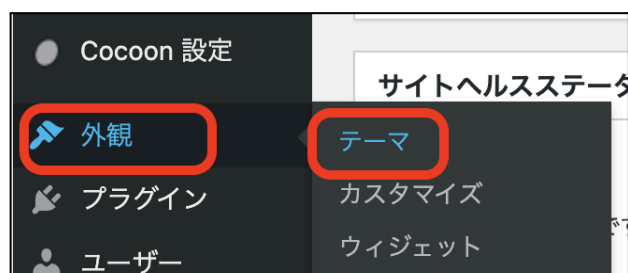 Cocoon 設定
サイトヘルスステータ
外観
テーマ
プラグイン
カスタマイズ
ウィジェット
ユーザー